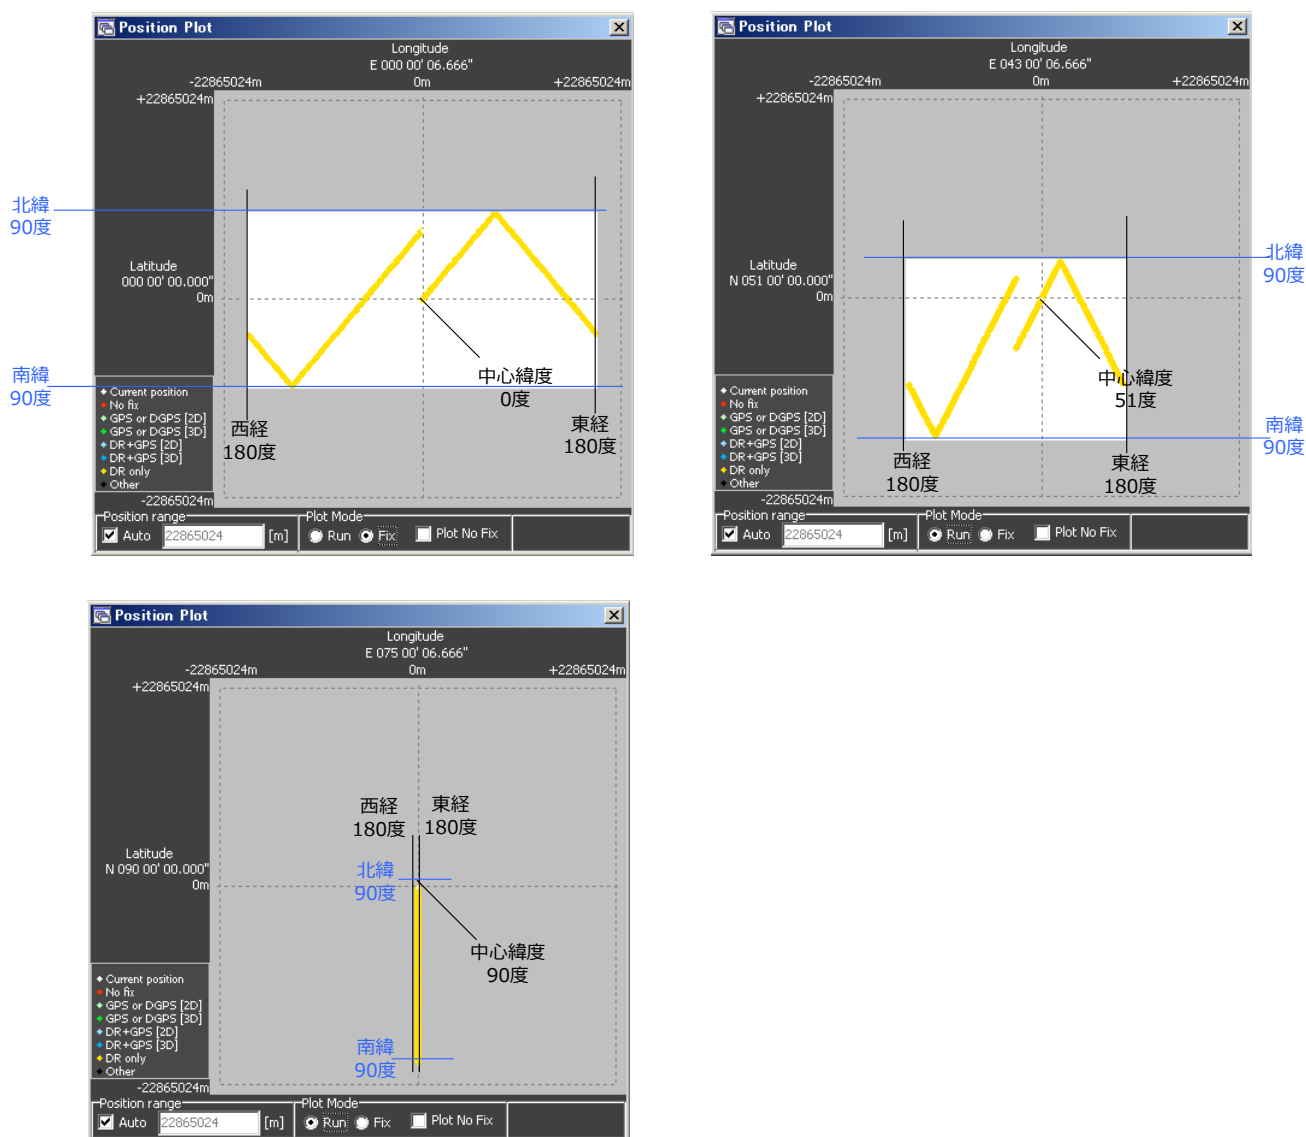 Position Plot
Longitude
E 000 00' 06.666"
-22865024m 0m +22865024m
+22865024m
北緯
90度
Latitude
000 00' 00.000"
0m
南緯
90度
中心緯度
0度
西経
180度
東経
180度
Current position
No fix
GPS or DGPS [2D]
GPS or DGPS [3D]
DR+GPS [2D]
DR+GPS [3D]
DR only
Other
-22865024m
Position range
Auto 22865024 [m]
Plot Mode
Run Fix Plot No Fix
Position Plot
Longitude
E 043 00' 06.666"
-22865024m 0m +22865024m
+22865024m
北緯
90度
Latitude
N 051 00' 00.000"
0m
中心緯度
51度
南緯
90度
西経
180度
東経
180度
Current position
No fix
GPS or DGPS [2D]
GPS or DGPS [3D]
DR+GPS [2D]
DR+GPS [3D]
DR only
Other
-22865024m
Position range
Auto 22865024 [m]
Plot Mode
Run Fix Plot No Fix
Position Plot
Longitude
E 075 00' 06.666"
-22865024m 0m +22865024m
+22865024m
西経
180度
東経
180度
Latitude
N 090 00' 00.000"
0m
北緯
90度
中心緯度
90度
南緯
90度
Current position
No fix
GPS or DGPS [2D]
GPS or DGPS [3D]
DR+GPS [2D]
DR+GPS [3D]
DR only
Other
-22865024m
Position range
Auto 22865024 [m]
Plot Mode
Run Fix Plot No Fix